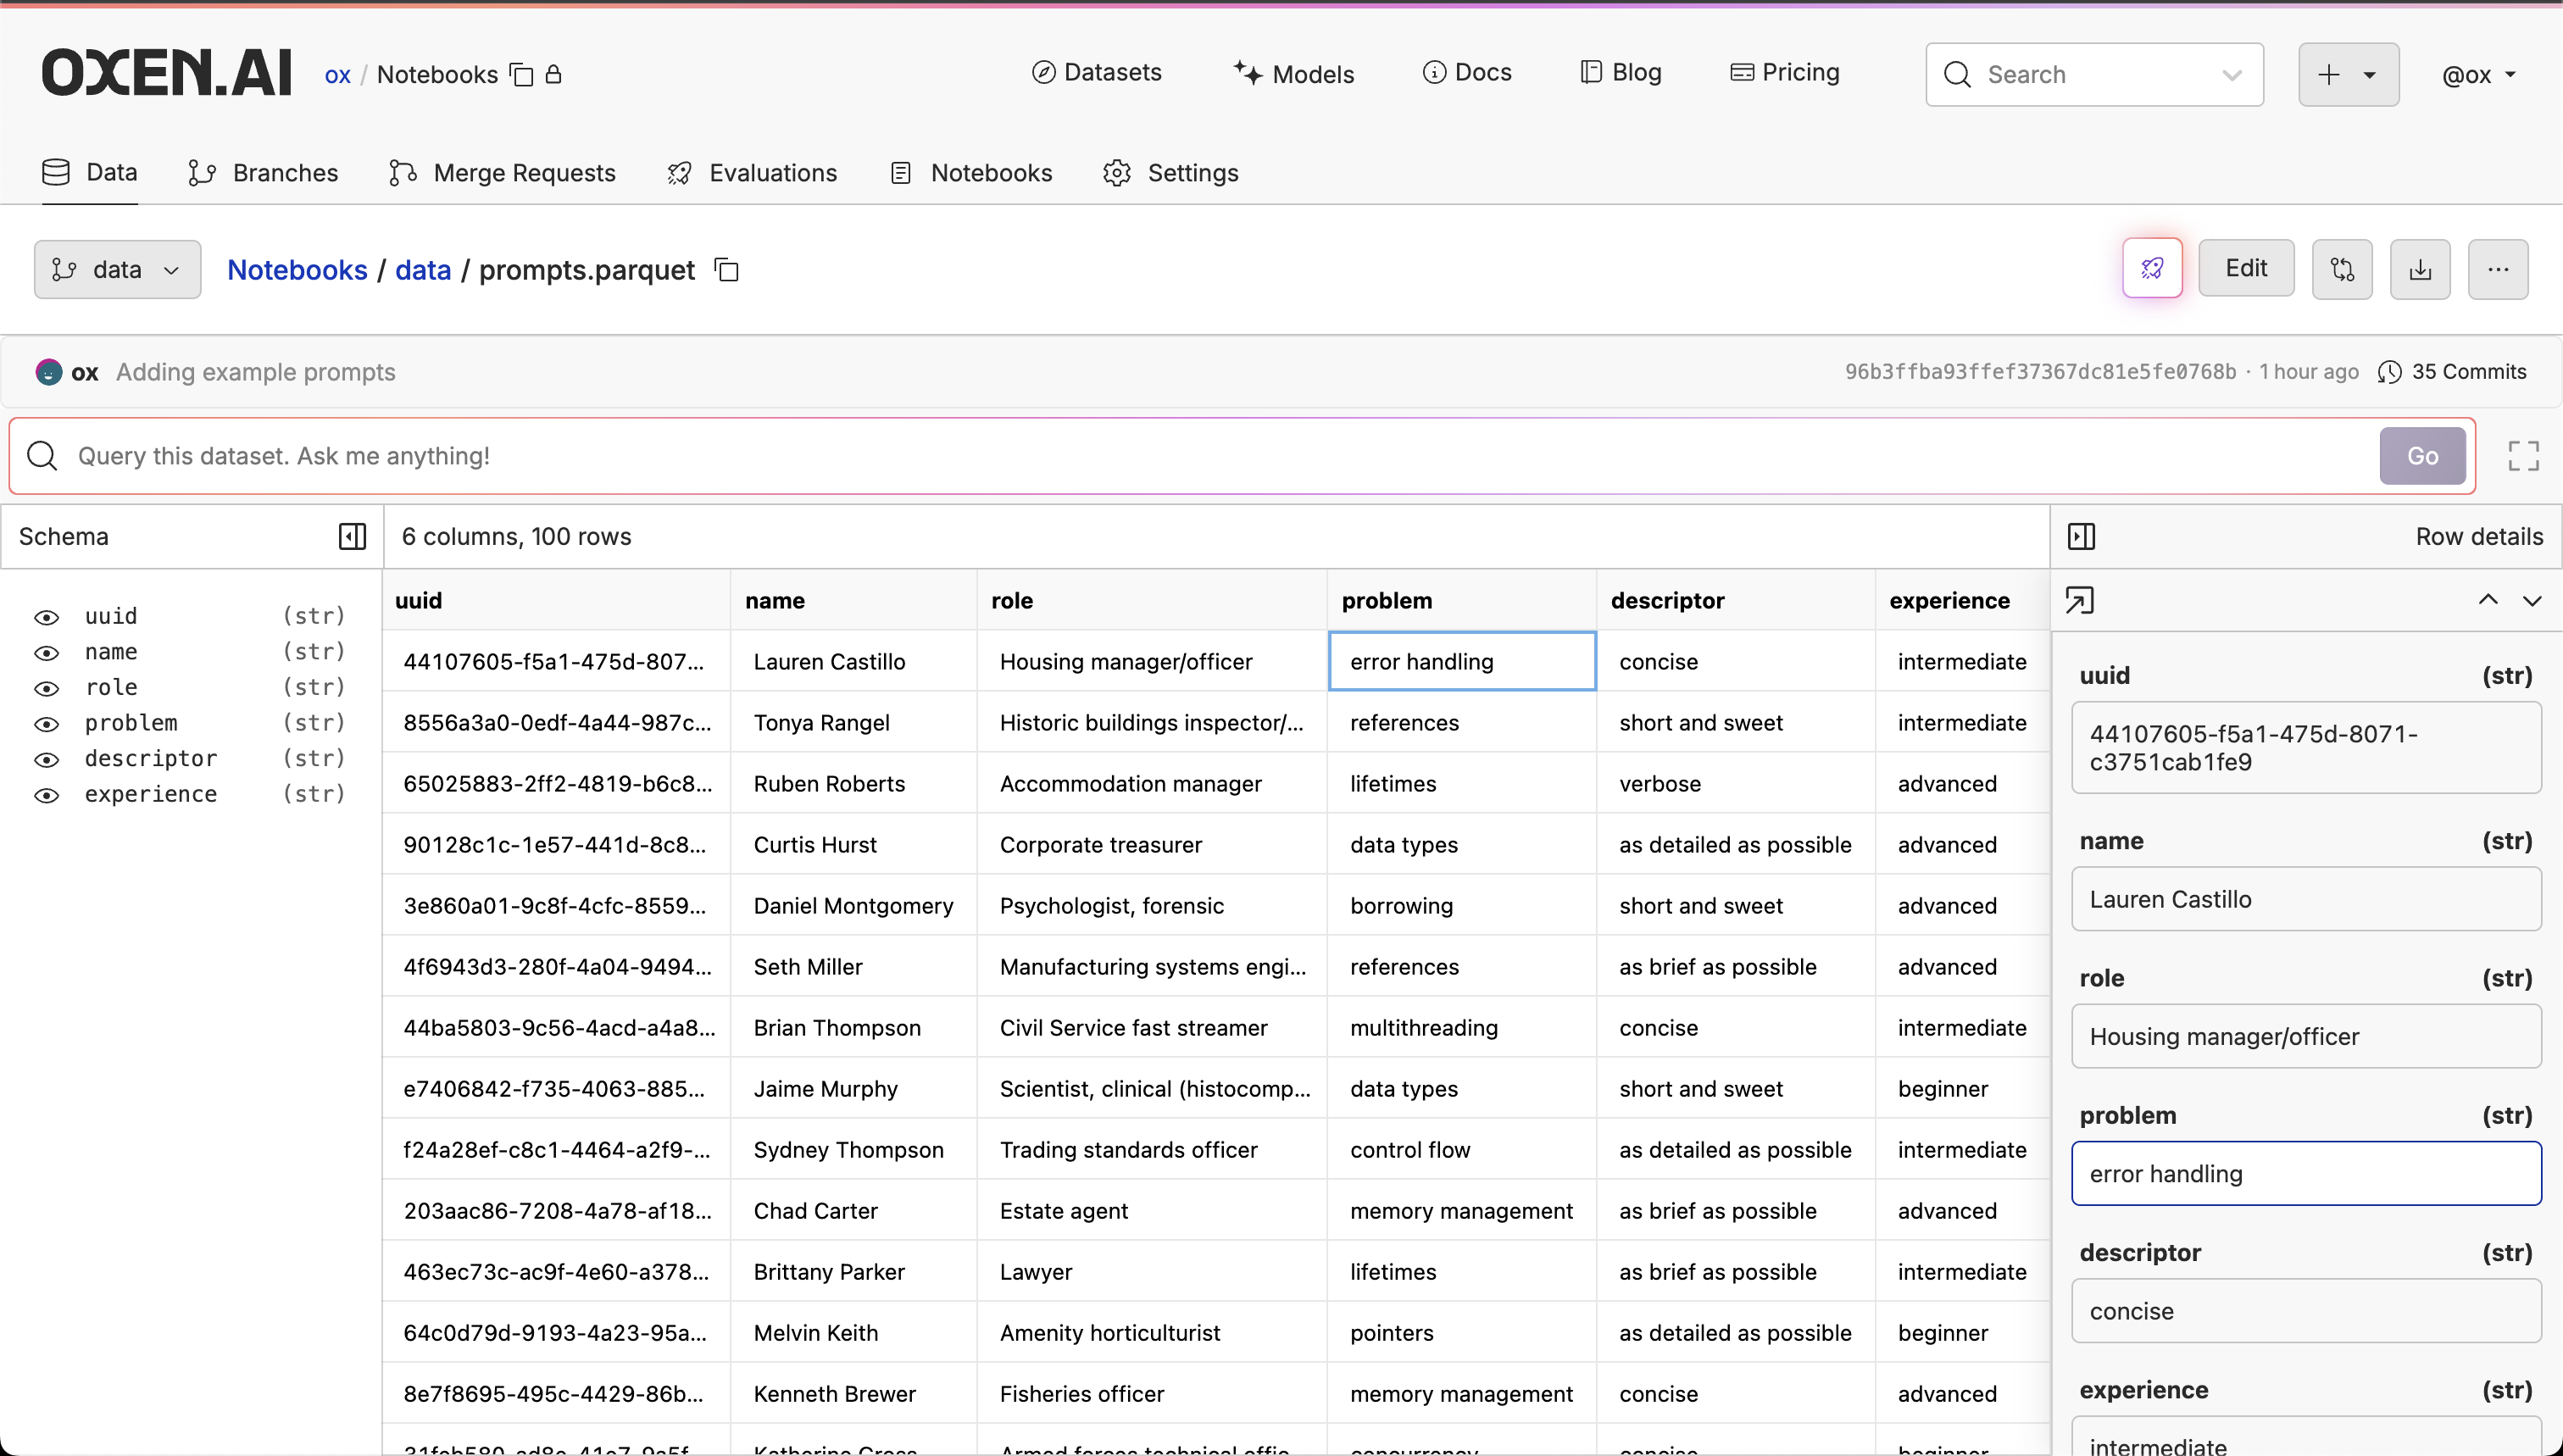 OXEN.AI ox / Notebooks Datasets Models Docs Blog Pricing Search @ox
Data Branches Merge Requests Evaluations Notebooks Settings
data Notebooks / data / prompts.parquet Edit
ox Adding example prompts 96b3ffba93ffef37367dc81e5fe0768b · 1 hour ago 35 Commits
Query this dataset. Ask me anything! Go
Schema 6 columns, 100 rows Row details
uuid (str)
name (str)
role (str)
problem (str)
descriptor (str)
experience (str)
uuid name role problem descriptor experience
44107605-f5a1-475d-807... Lauren Castillo Housing manager/officer error handling concise intermediate
8556a3a0-0edf-4a44-987c... Tonya Rangel Historic buildings inspector/... references short and sweet intermediate
65025883-2ff2-4819-b6c8... Ruben Roberts Accommodation manager lifetimes verbose advanced
90128c1c-1e57-441d-8c8... Curtis Hurst Corporate treasurer data types as detailed as possible advanced
3e860a01-9c8f-4cfc-8559... Daniel Montgomery Psychologist, forensic borrowing short and sweet advanced
4f6943d3-280f-4a04-9494... Seth Miller Manufacturing systems engi... references as brief as possible advanced
44ba5803-9c56-4acd-a4a8... Brian Thompson Civil Service fast streamer multithreading concise intermediate
e7406842-f735-4063-885... Jaime Murphy Scientist, clinical (histocomp... data types short and sweet beginner
f24a28ef-c8c1-4464-a2f9-... Sydney Thompson Trading standards officer control flow as detailed as possible intermediate
203aac86-7208-4a78-af18... Chad Carter Estate agent memory management as brief as possible advanced
463ec73c-ac9f-4e60-a378... Brittany Parker Lawyer lifetimes as brief as possible intermediate
64c0d79d-9193-4a23-95a... Melvin Keith Amenity horticulturist pointers as detailed as possible beginner
8e7f8695-495c-4429-86b... Kenneth Brewer Fisheries officer memory management concise advanced
concurrency concise beginner
uuid (str)
44107605-f5a1-475d-8071-
c3751cab1fe9
name (str)
Lauren Castillo
role (str)
Housing manager/officer
problem (str)
error handling
descriptor (str)
concise
experience (str)
intermediate